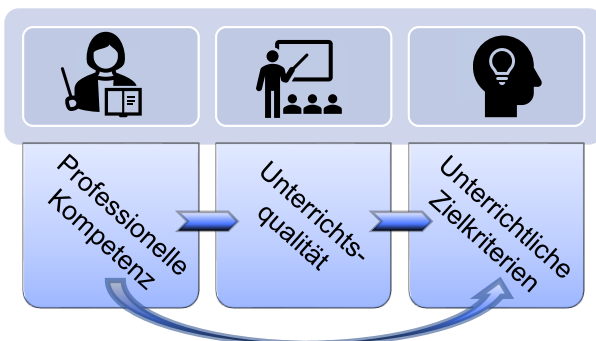 Professionelle
Kompetenz
Unterrichts-
qualität
Unterrichtliche
Zielkriterien